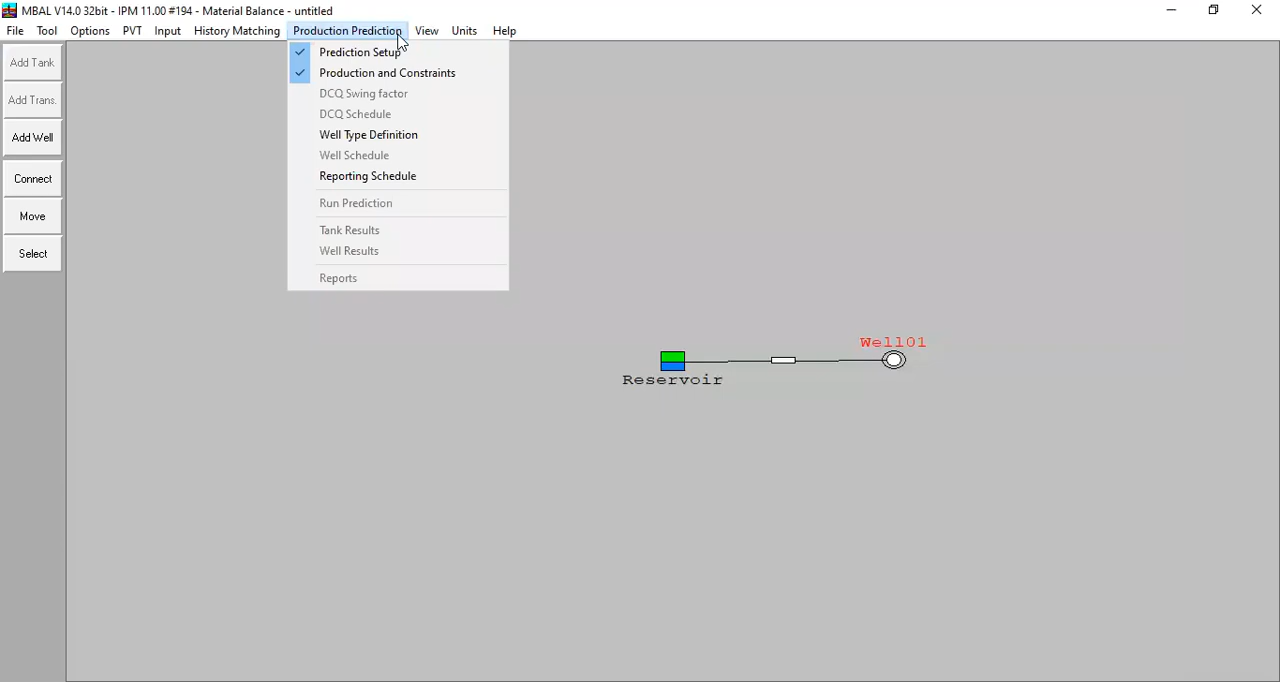 MBAL V14.0 32bit - IPM 11.00 #194 - Material Balance - untitled
File Tool Options PVT Input History Matching Production Prediction View Units Help
Add Tank
Add Trans.
Add Well
Connect
Move
Select
Prediction Setup
Production and Constraints
DCQ Swing factor
DCQ Schedule
Well Type Definition
Well Schedule
Reporting Schedule
Run Prediction
Tank Results
Well Results
Reports
Well01
Reservoir